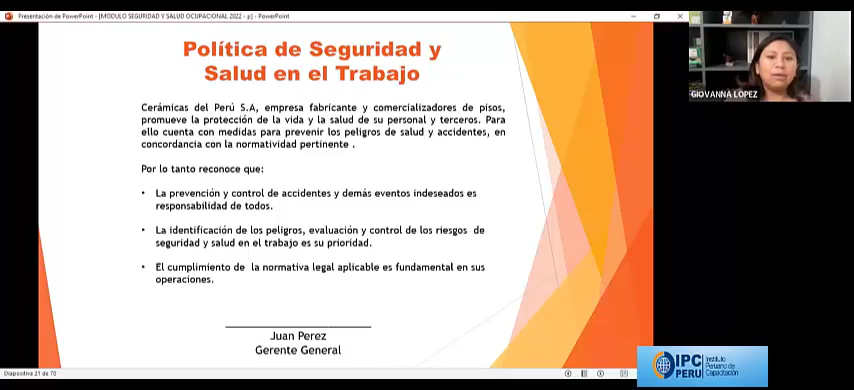 Presentación de PowerPoint - [MODULO SEGURIDAD Y SALUD OCUPACIONAL 2022 - p] - PowerPoint
Política de Seguridad y
Salud en el Trabajo
Cerámicas del Perú S.A, empresa fabricante y comercializadores de pisos,
promueve la protección de la vida y la salud de su personal y terceros. Para
ello cuenta con medidas para prevenir los peligros de salud y accidentes, en
concordancia con la normatividad pertinente .
Por lo tanto reconoce que:
• La prevención y control de accidentes y demás eventos indeseados es
responsabilidad de todos.
• La identificación de los peligros, evaluación y control de los riesgos de
seguridad y salud en el trabajo es su prioridad.
• El cumplimiento de la normativa legal aplicable es fundamental en sus
operaciones.
Juan Perez
Gerente General
Diapositiva 21 de 70
GIOVANNA LOPEZ
IPC
PERU
Instituto
Peruano de
Capacitación